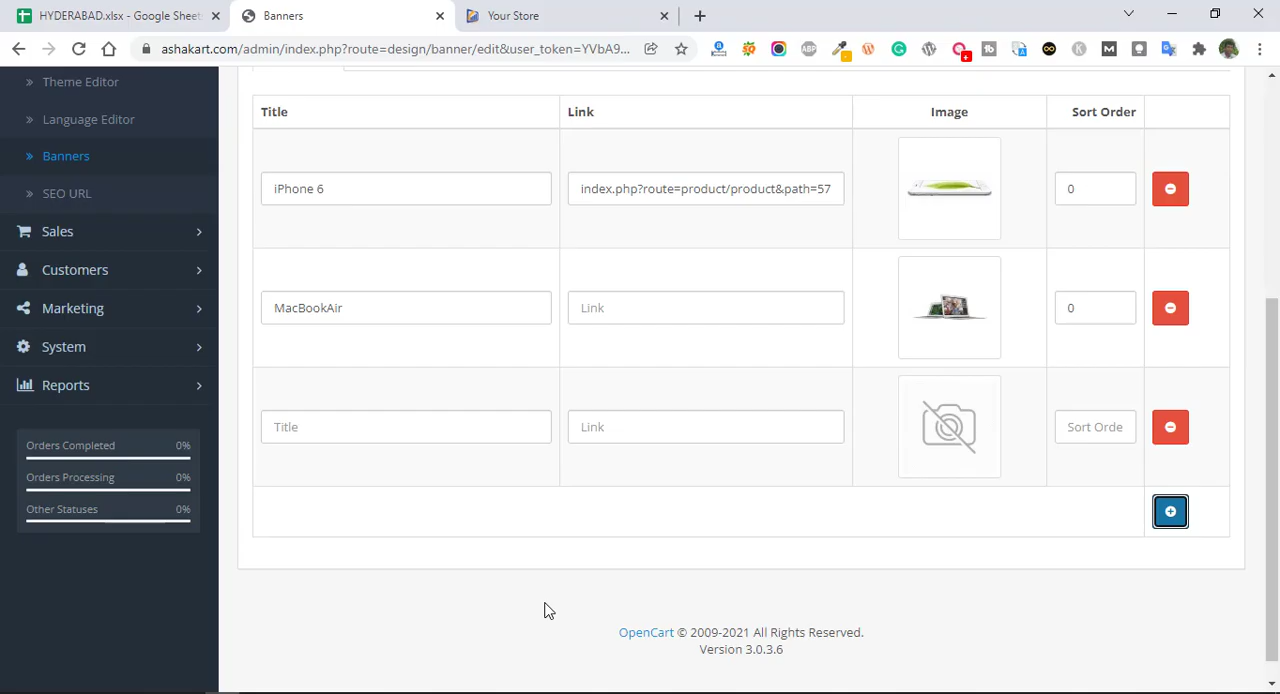 HYDERABAD.xlsx - Google Sheet
Banners
Your Store
ashakart.com/admin/index.php?route=design/banner/edit&user_token=YVbA9...
Theme Editor
Language Editor
Banners
SEO URL
Sales
Customers
Marketing
System
Reports
Orders Completed 0%
Orders Processing 0%
Other Statuses 0%
Title Link Image Sort Order
iPhone 6 index.php?route=product/product&path=57 0
MacBookAir Link 0
Title Link Sort Orde
OpenCart © 2009-2021 All Rights Reserved.
Version 3.0.3.6